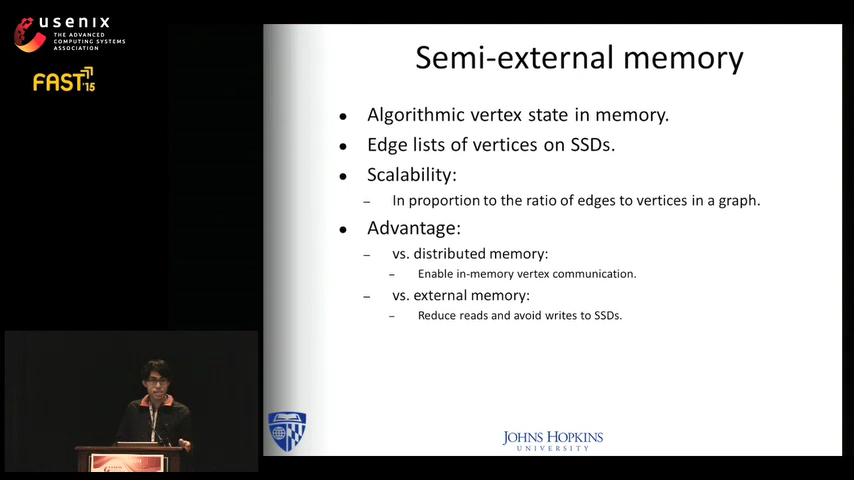 usenix
THE ADVANCED
COMPUTING SYSTEMS
ASSOCIATION
FAST '15
Semi-external memory
● Algorithmic vertex state in memory.
● Edge lists of vertices on SSDs.
● Scalability:
– In proportion to the ratio of edges to vertices in a graph.
● Advantage:
– vs. distributed memory:
– Enable in-memory vertex communication.
– vs. external memory:
– Reduce reads and avoid writes to SSDs.
JOHNS HOPKINS
UNIVERSITY